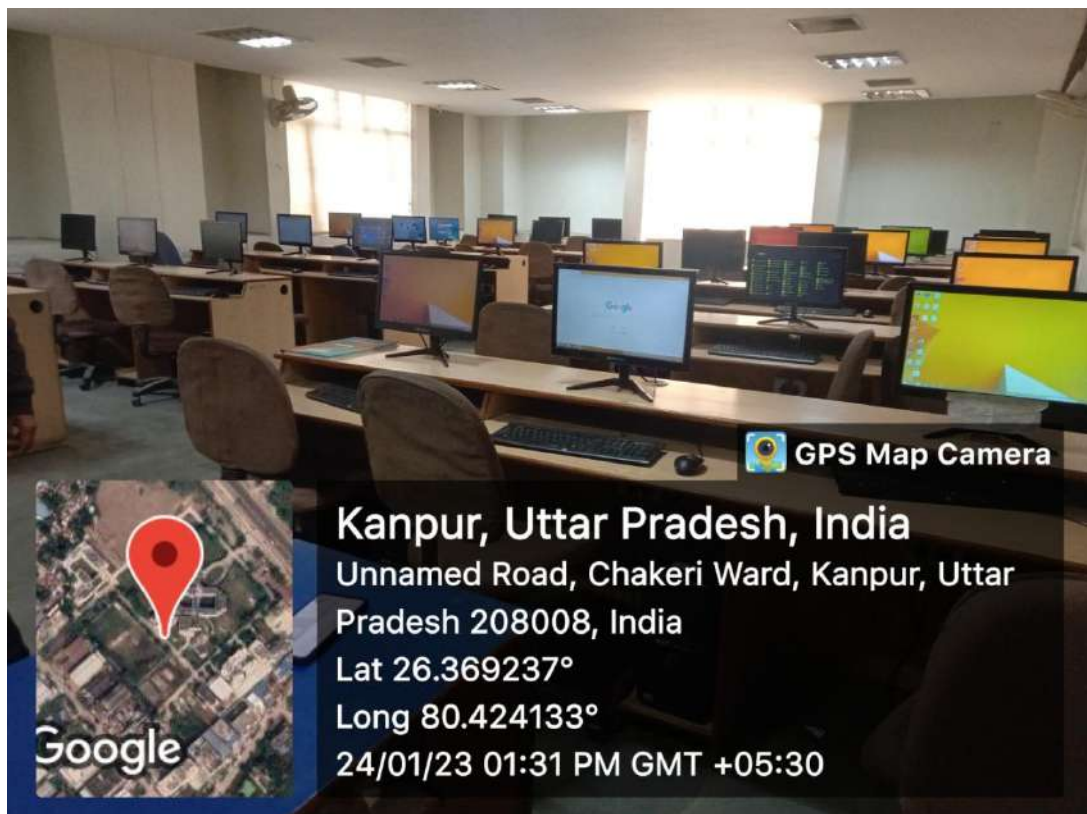 Google
GPS Map Camera
Kanpur, Uttar Pradesh, India
Unnamed Road, Chakeri Ward, Kanpur, Uttar
Pradesh 208008, India
Lat 26.369237°
Long 80.424133°
24/01/23 01:31 PM GMT +05:30
Google